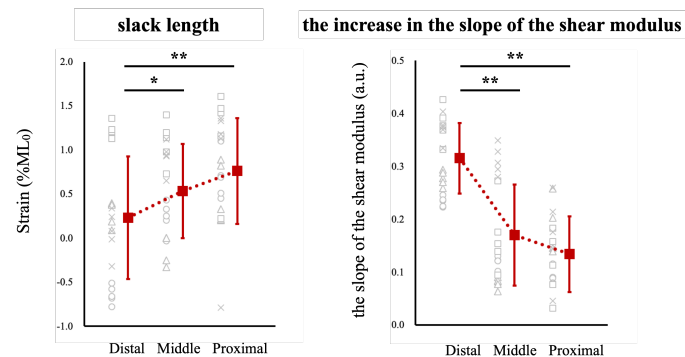 slack length
the increase in the slope of the shear modulus
Strain (%ML₀)
2.0
1.5
1.0
0.5
0.0
-0.5
-1.0
**
*
Distal Middle Proximal
the slope of the shear modulus (a.u.)
0.5
0.4
0.3
0.2
0.1
0.0
**
**
Distal Middle Proximal